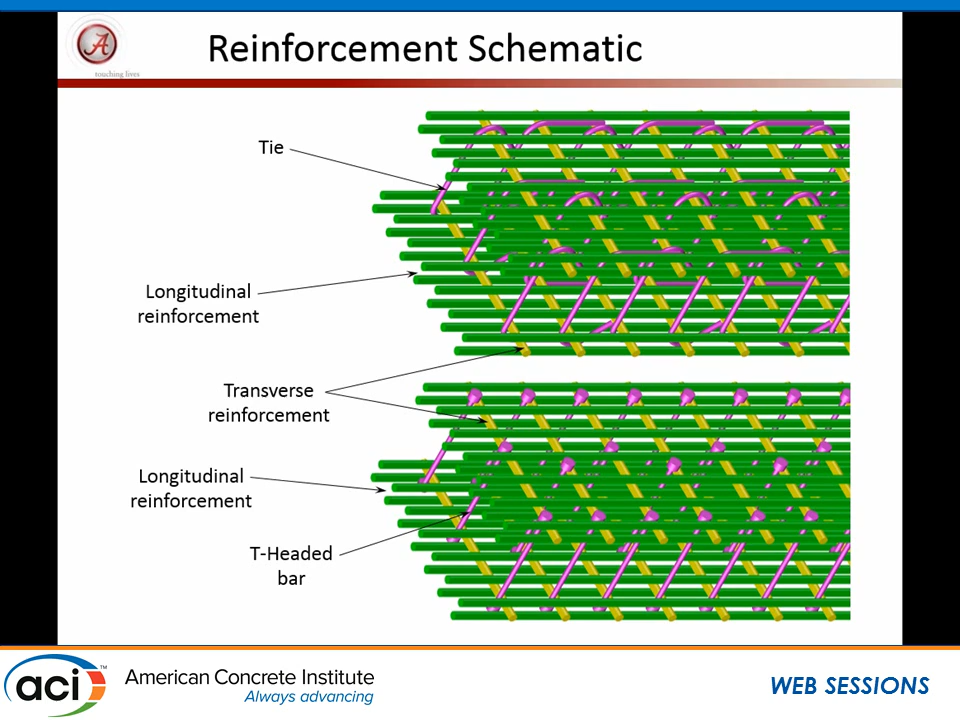 A
touching lives
Reinforcement Schematic
Tie
Longitudinal
reinforcement
Transverse
reinforcement
Longitudinal
reinforcement
T-Headed
bar
aci™
American Concrete Institute
Always advancing
WEB SESSIONS